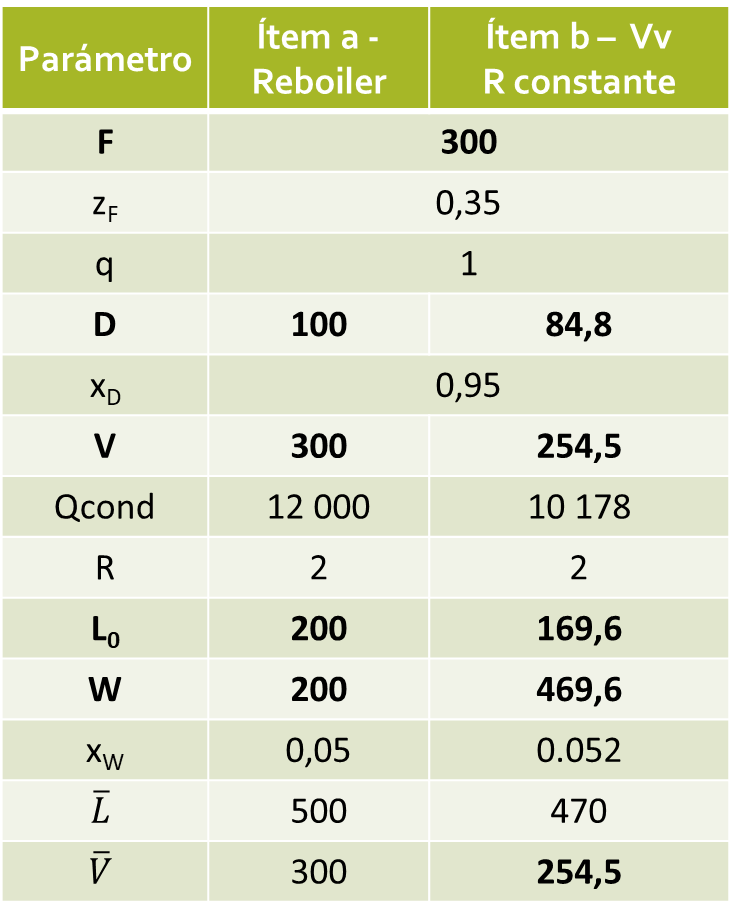 Parámetro
Ítem a -
Reboiler
Ítem b – Vv
R constante
F 300
z_F 0,35
q 1
D 100 84,8
x_D 0,95
V 300 254,5
Qcond 12 000 10 178
R 2 2
L_0 200 169,6
W 200 469,6
x_W 0,05 0.052
L̅ 500 470
V̅ 300 254,5